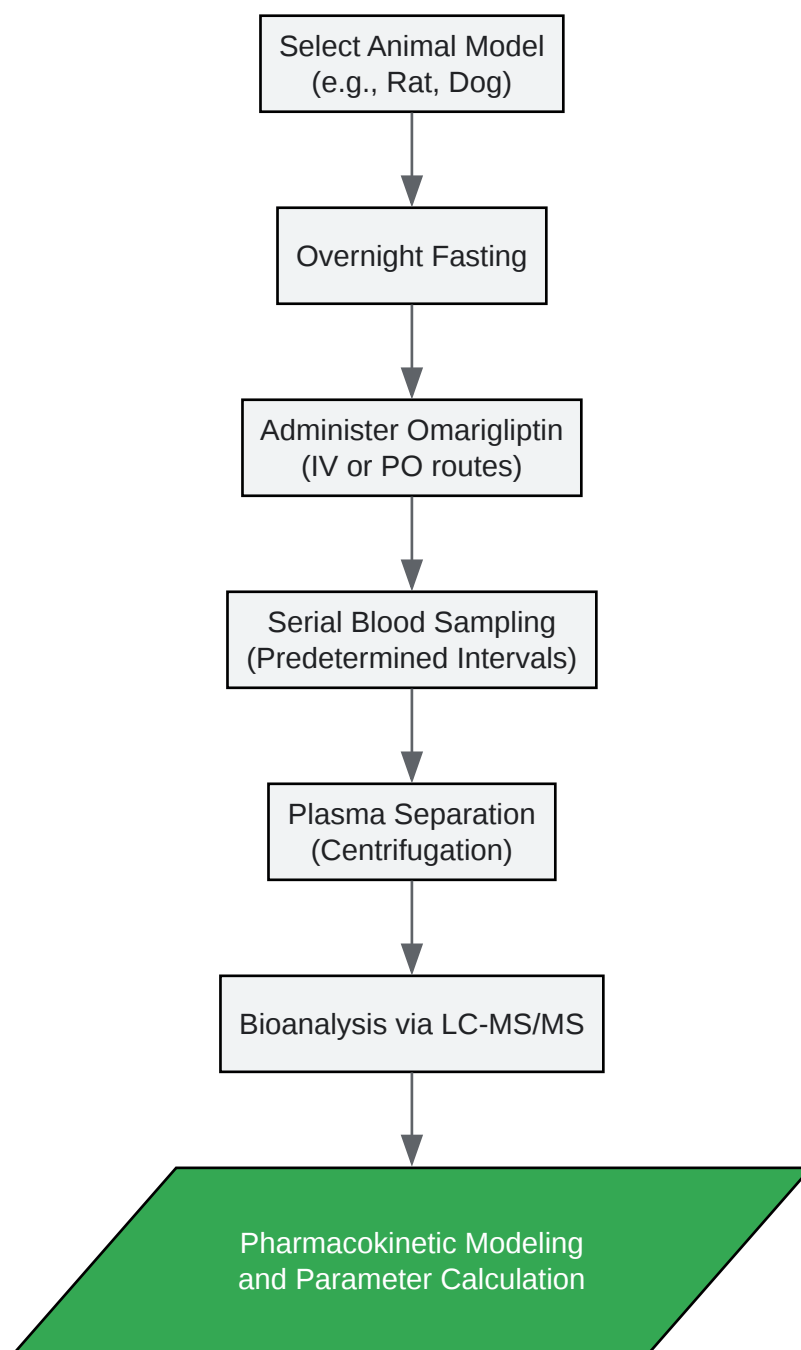 Select Animal Model
(e.g., Rat, Dog)
Overnight Fasting
Administer Omarigliptin
(IV or PO routes)
Serial Blood Sampling
(Predetermined Intervals)
Plasma Separation
(Centrifugation)
Bioanalysis via LC-MS/MS
Pharmacokinetic Modeling
and Parameter Calculation